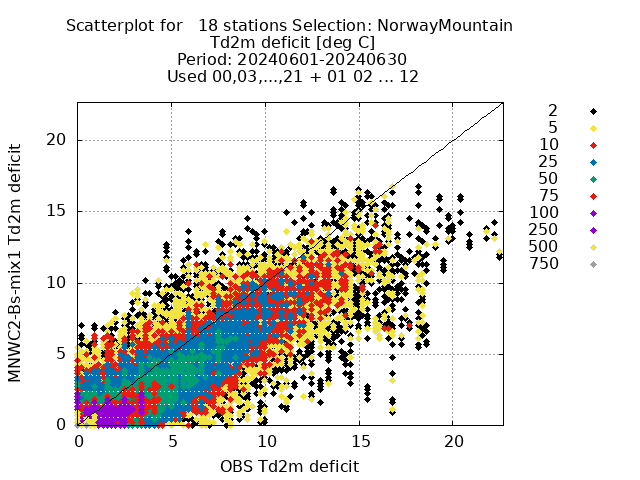 Scatterplot for   18 stations Selection: NorwayMountain
Td2m deficit [deg C]
Period: 20240601-20240630
Used 00,03,...,21 + 01 02 ... 12
MNWC2-Bs-mix1 Td2m deficit
20
15
10
5
0
0 5 10 15 20
OBS Td2m deficit
2
5
10
25
50
75
100
250
500
750